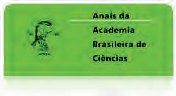 Anais da
Academia
Brasileira de
Ciências